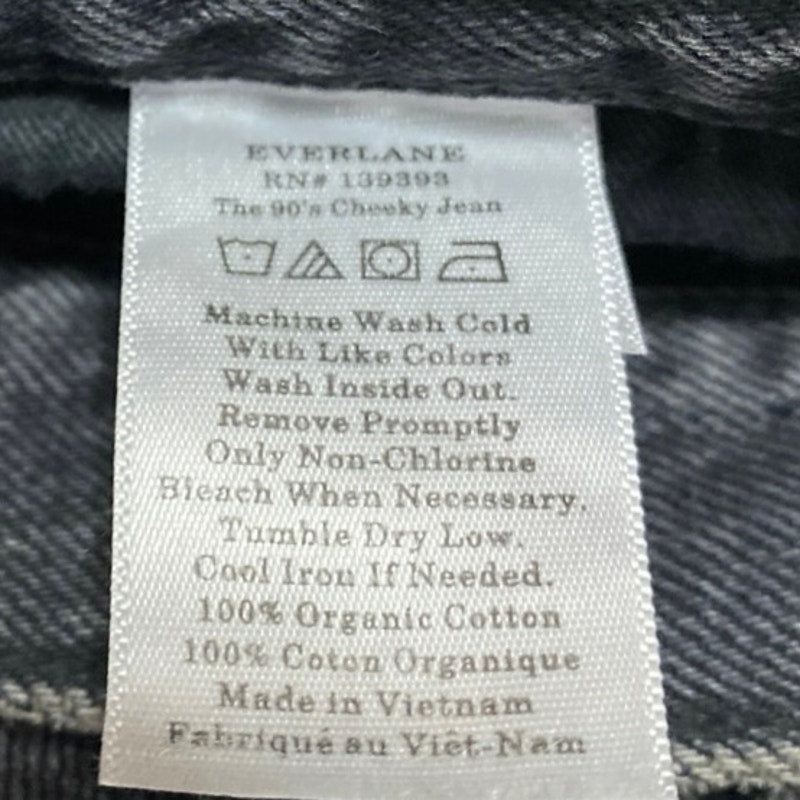 EVERLANE
RN# 139393
The 90's Cheeky Jean
Machine Wash Cold
With Like Colors
Wash Inside Out.
Remove Promptly
Only Non-Chlorine
Bleach When Necessary.
Tumble Dry Low.
Cool Iron If Needed.
100% Organic Cotton
100% Coton Organique
Made in Vietnam
Fabriqué au Viêt-Nam